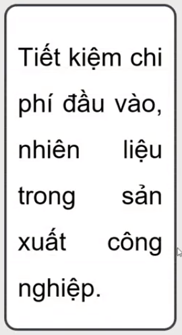 Tiết kiệm chi
phí đầu vào,
nhiên liệu
trong sản
xuất công
nghiệp.